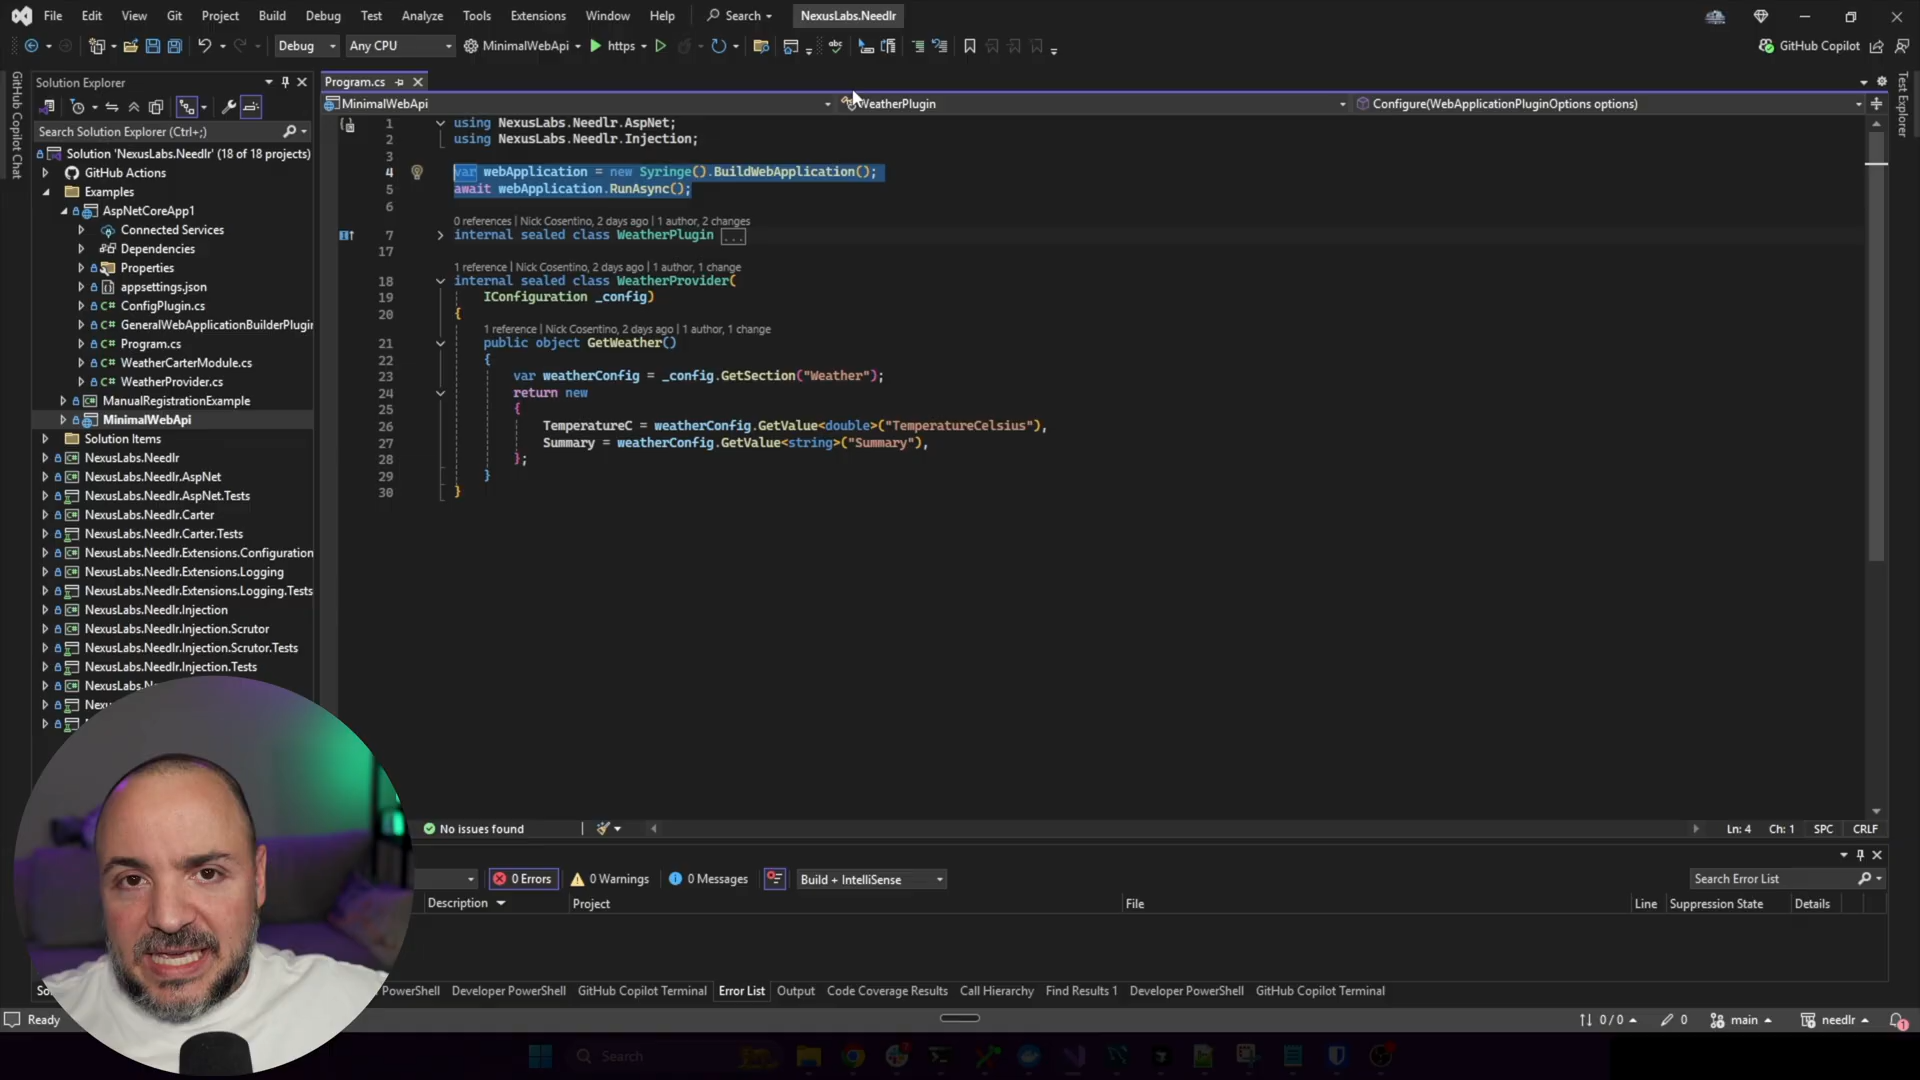 File Edit View Git Project Build Debug Test Analyze Tools Extensions Window Help Search NexusLabs.Needlr
Debug Any CPU MinimalWebApi https GitHub Copilot
GitHub Copilot Chat
Solution Explorer
Search Solution Explorer (Ctrl+;)
Solution 'NexusLabs.Needlr' (18 of 18 projects)
GitHub Actions
Examples
AspNetCoreApp1
Connected Services
Dependencies
Properties
appsettings.json
ConfigPlugin.cs
GeneralWebApplicationBuilderPlugin
Program.cs
WeatherCarterModule.cs
WeatherProvider.cs
ManualRegistrationExample
MinimalWebApi
Solution Items
NexusLabs.Needlr
NexusLabs.Needlr.AspNet
NexusLabs.Needlr.AspNet.Tests
NexusLabs.Needlr.Carter
NexusLabs.Needlr.Carter.Tests
NexusLabs.Needlr.Extensions.Configuration
NexusLabs.Needlr.Extensions.Logging
NexusLabs.Needlr.Extensions.Logging.Tests
NexusLabs.Needlr.Injection
NexusLabs.Needlr.Injection.Scrutor
NexusLabs.Needlr.Injection.Scrutor.Tests
NexusLabs.Needlr.Injection.Tests
Program.cs
MinimalWebApi WeatherPlugin Configure(WebApplicationPluginOptions options)
Test Explorer
1 using NexusLabs.Needlr.AspNet;
2 using NexusLabs.Needlr.Injection;
3
4 var webApplication = new Syringe().BuildWebApplication();
5 await webApplication.RunAsync();
6
0 references | Nick Cosentino, 2 days ago | 1 author, 2 changes
7 internal sealed class WeatherPlugin ...
17
1 reference | Nick Cosentino, 2 days ago | 1 author, 1 change
18 internal sealed class WeatherProvider(
19 IConfiguration _config)
20 {
1 reference | Nick Cosentino, 2 days ago | 1 author, 1 change
21 public object GetWeather()
22 {
23 var weatherConfig = _config.GetSection("Weather");
24 return new
25 {
26 TemperatureC = weatherConfig.GetValue<double>("TemperatureCelsius"),
27 Summary = weatherConfig.GetValue<string>("Summary"),
28 };
29 }
30 }
No issues found Ln: 4 Ch: 1 SPC CRLF
0 Errors 0 Warnings 0 Messages Build + IntelliSense Search Error List
Description Project File Line Suppression State Details
PowerShell Developer PowerShell GitHub Copilot Terminal Error List Output Code Coverage Results Call Hierarchy Find Results 1 Developer PowerShell GitHub Copilot Terminal
Ready 0 / 0 0 main needlr 1
Search